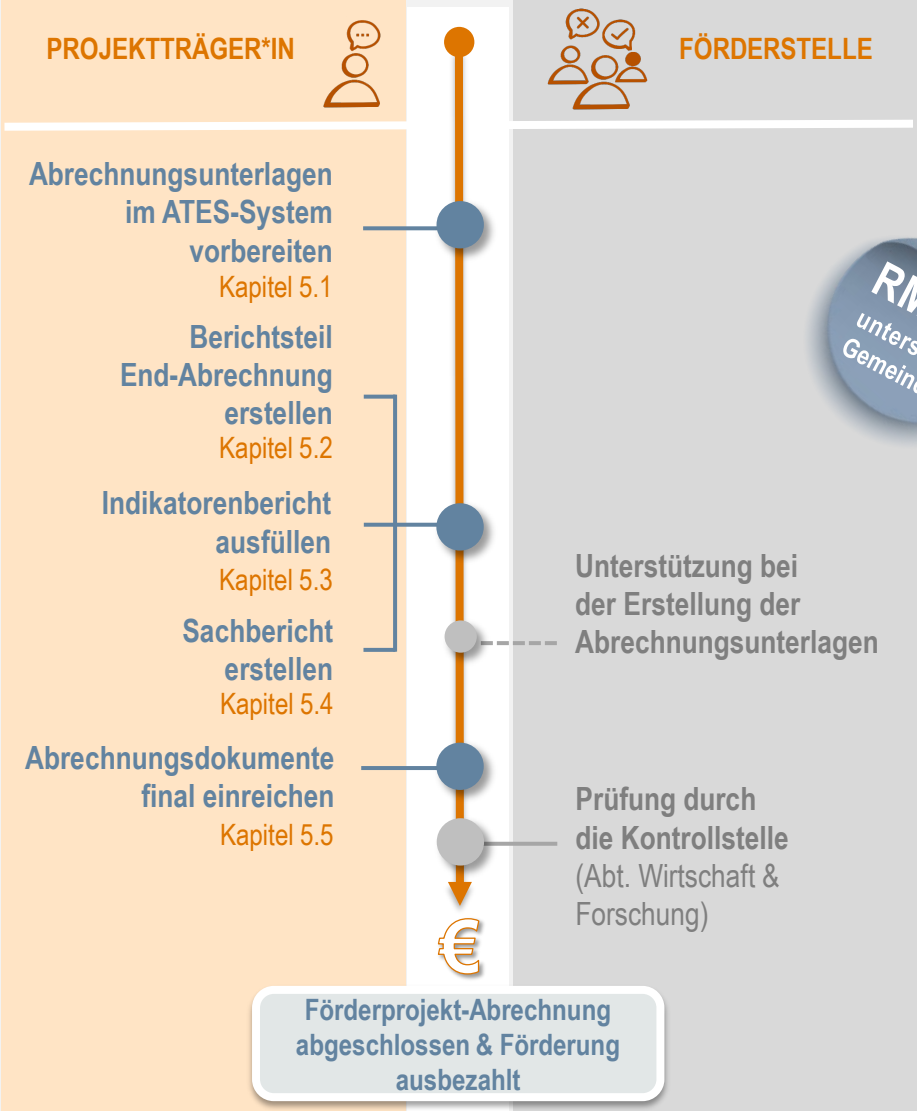 PROJEKTTRÄGER*IN
FÖRDERSTELLE
Abrechnungsunterlagen
im ATES-System
vorbereiten
Kapitel 5.1
Berichtsteil
End-Abrechnung
erstellen
Kapitel 5.2
Indikatorenbericht
ausfüllen
Kapitel 5.3
Sachbericht
erstellen
Kapitel 5.4
Abrechnungsdokumente
final einreichen
Kapitel 5.5
Unterstützung bei
der Erstellung der
Abrechnungsunterlagen
Prüfung durch
die Kontrollstelle
(Abt. Wirtschaft &
Forschung)
€
Förderprojekt-Abrechnung
abgeschlossen & Förderung
ausbezahlt